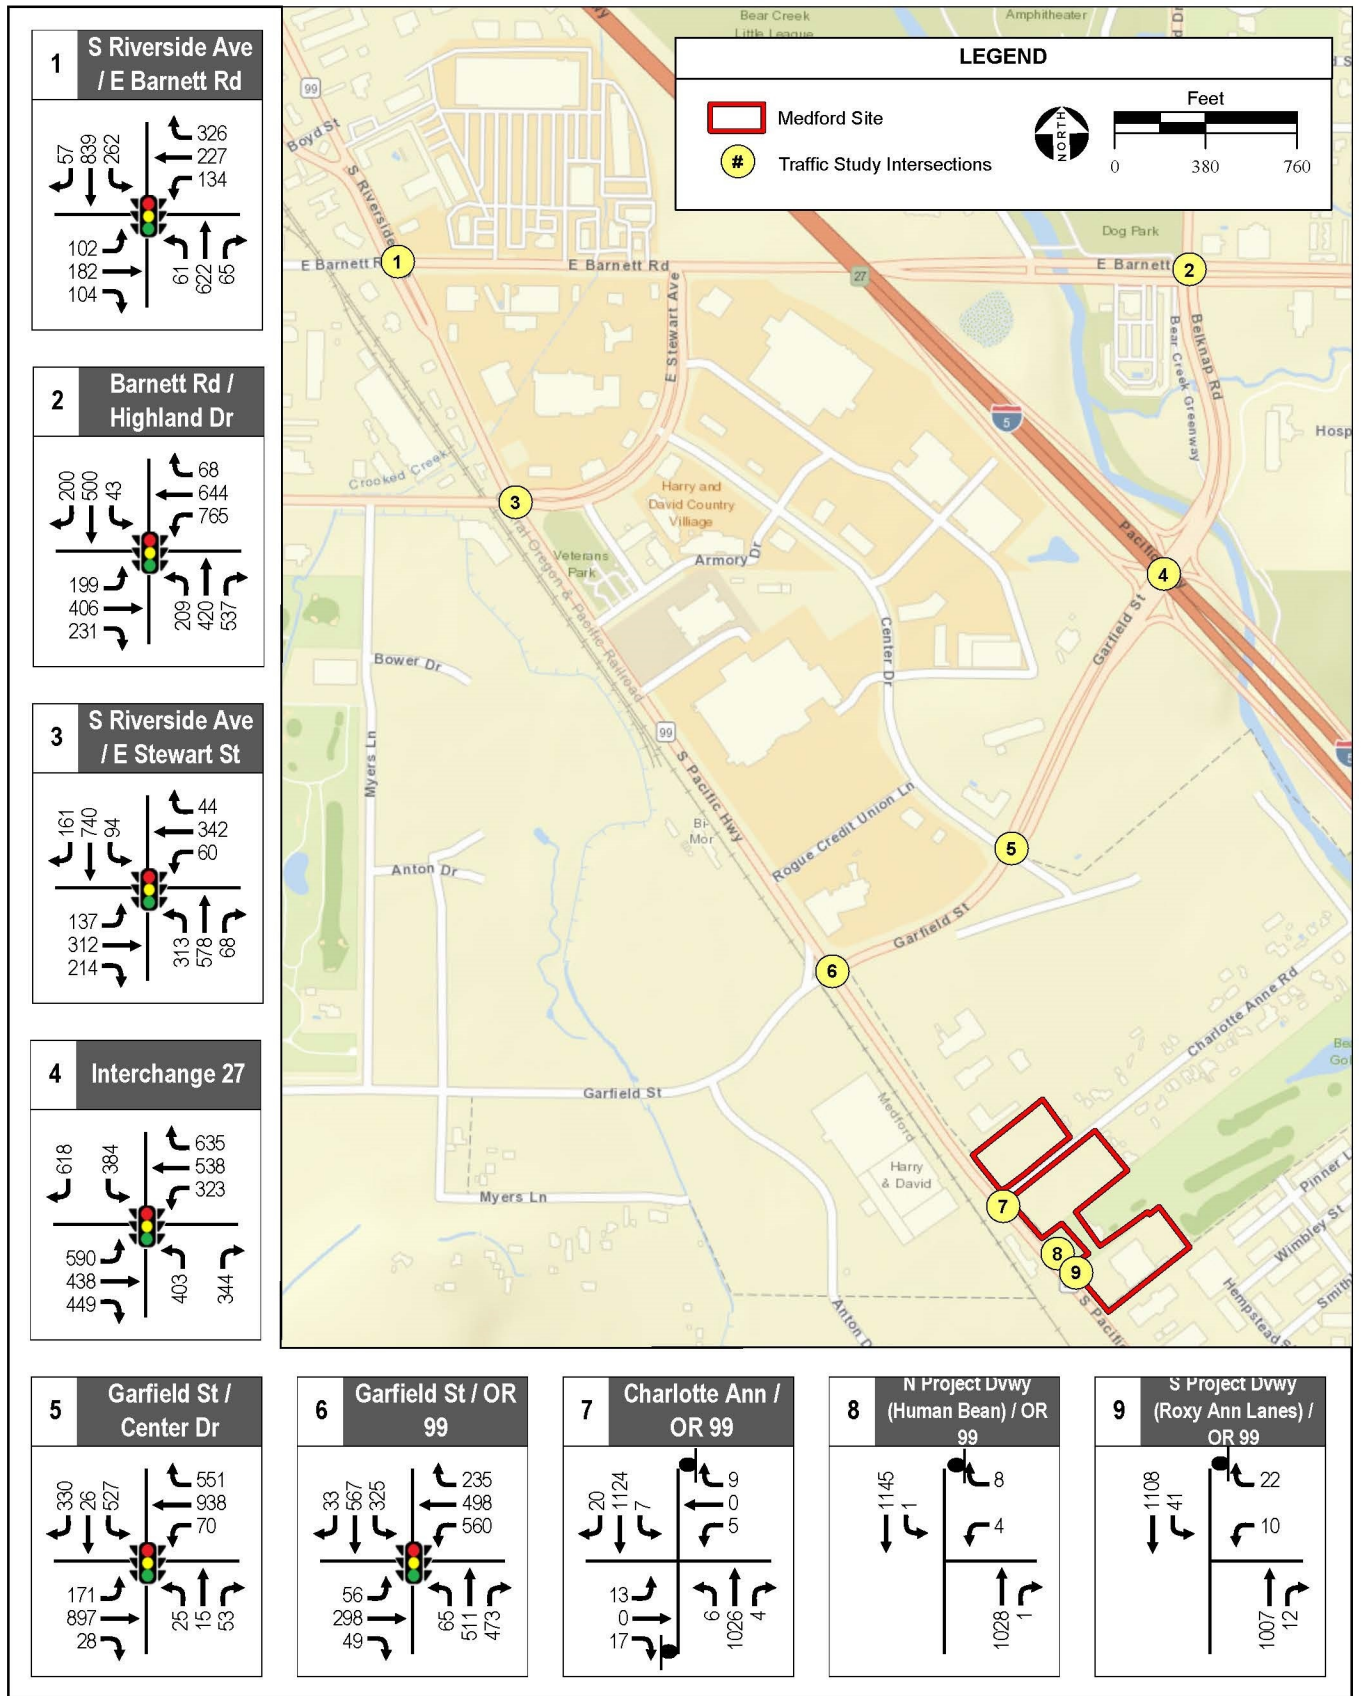 1
S Riverside Ave
/ E Barnett Rd
57
839
262
326
227
134
102
182
104
61
622
65
2
Barnett Rd /
Highland Dr
200
500
43
68
644
765
199
406
231
209
420
537
3
S Riverside Ave
/ E Stewart St
161
740
94
44
342
60
137
312
214
313
578
68
4
Interchange 27
618
384
635
538
323
590
438
449
403
344
Bear Creek
Little League
Amphitheater
LEGEND
Medford Site
#
Traffic Study Intersections
NORTH
Feet
0
380
760
99
Boyd St
S Riverside
E Barnett R
1
E Barnett Rd
27
Dog Park
E Barnett
2
E Stewart Ave
Belknap Rd
Bear Creek Greenway
5
Hosp
Crooked Creek
3
Harry and
David Country
Village
Armory Dr
Veterans
Park
Pacific
4
Garfield St
Center Dr
Bower Dr
Myers Ln
99
S Pacific Hwy
Bi-
Mor
Rogue Credit Union Ln
5
Anton Dr
Garfield St
6
Charlotte Anne Rd
Garfield St
Medford
Harry
& David
Myers Ln
7
8
9
Anton D
S Pacific
Pinner L
Wimbley St
Smith
Hempstead S
5
Garfield St /
Center Dr
330
26
527
551
938
70
171
897
28
25
15
53
6
Garfield St / OR
99
33
567
325
235
498
560
56
298
49
65
511
473
7
Charlotte Ann /
OR 99
20
1124
7
9
0
5
13
0
17
6
1026
4
8
N Project Dvwy
(Human Bean) / OR
99
1145
1
8
4
1028
1
9
S Project Dvwy
(Roxy Ann Lanes) /
OR 99
1108
41
22
10
1007
12